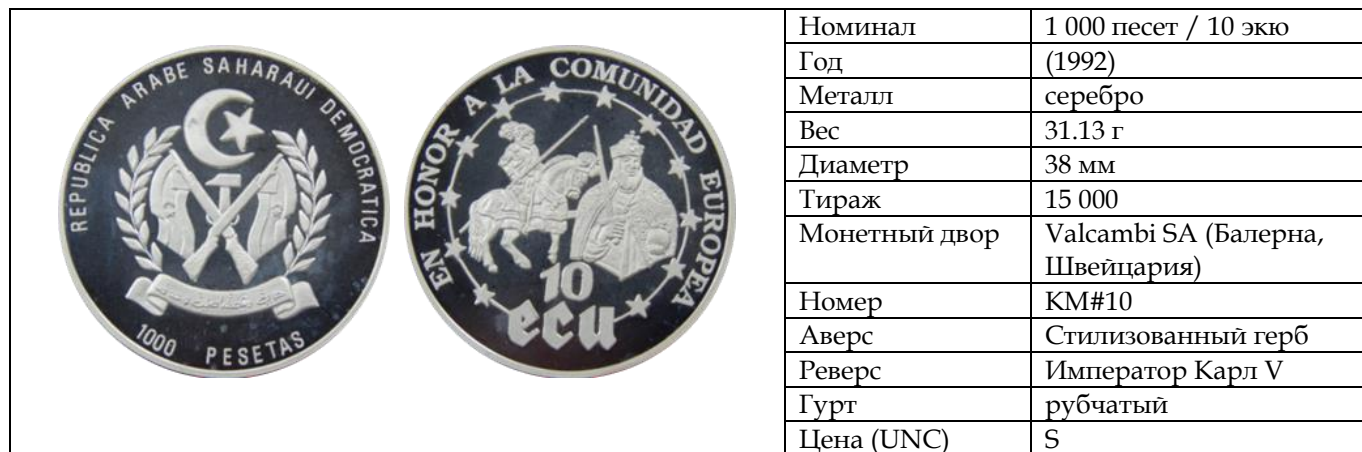 REPUBLICA ARABE SAHARAUI DEMOCRATICA
1000 PESETAS
EN HONOR A LA COMUNIDAD EUROPEA
10
ecu
Номинал 1 000 песет / 10 экю
Год (1992)
Металл серебро
Вес 31.13 г
Диаметр 38 мм
Тираж 15 000
Монетный двор Valcambi SA (Балерна,
Швейцария)
Номер KM#10
Аверс Стилизованный герб
Реверс Император Карл V
Гурт рубчатый
Цена (UNC) S